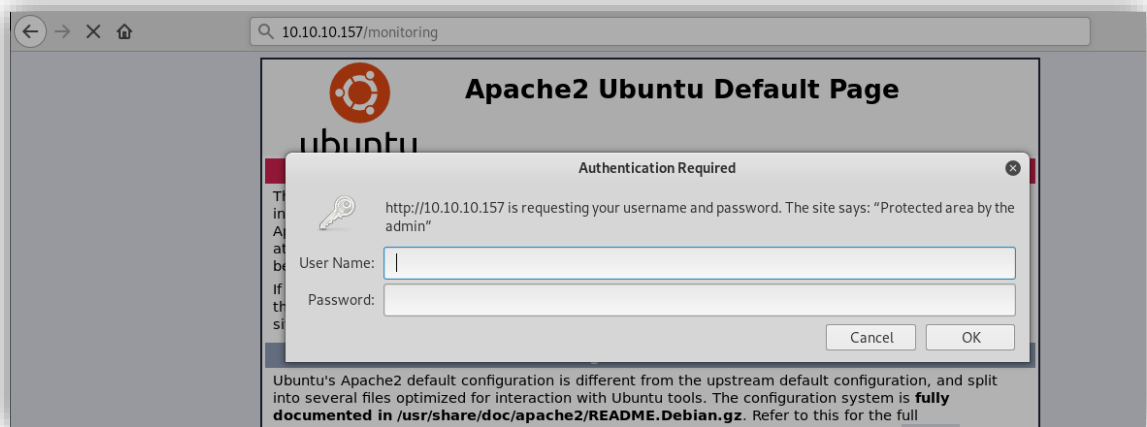 10.10.10.157/monitoring
Apache2 Ubuntu Default Page
ubuntu
Authentication Required
http://10.10.10.157 is requesting your username and password. The site says: “Protected area by the
admin”
User Name:
Password:
Cancel OK
Ubuntu's Apache2 default configuration is different from the upstream default configuration, and split
into several files optimized for interaction with Ubuntu tools. The configuration system is fully
documented in /usr/share/doc/apache2/README.Debian.gz. Refer to this for the full